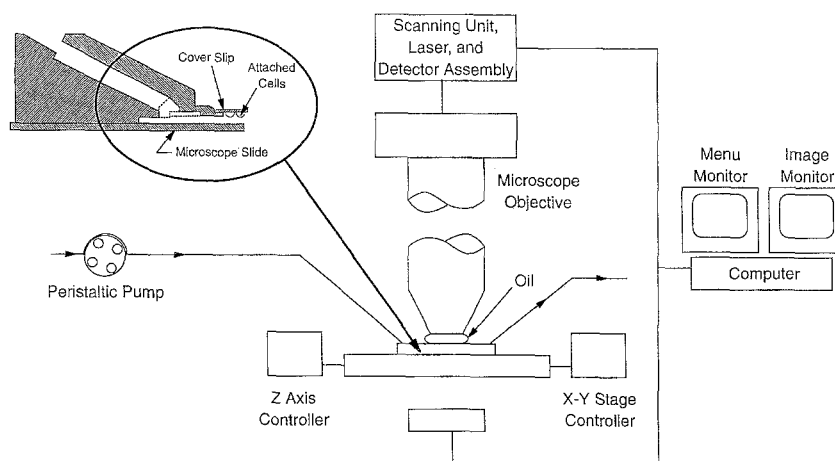 Scanning Unit,
Laser, and
Detector Assembly
Cover Slip
Attached
Cells
Microscope Slide
Menu
Monitor
Image
Monitor
Microscope
Objective
Computer
Peristaltic Pump
Oil
Z Axis
Controller
X-Y Stage
Controller